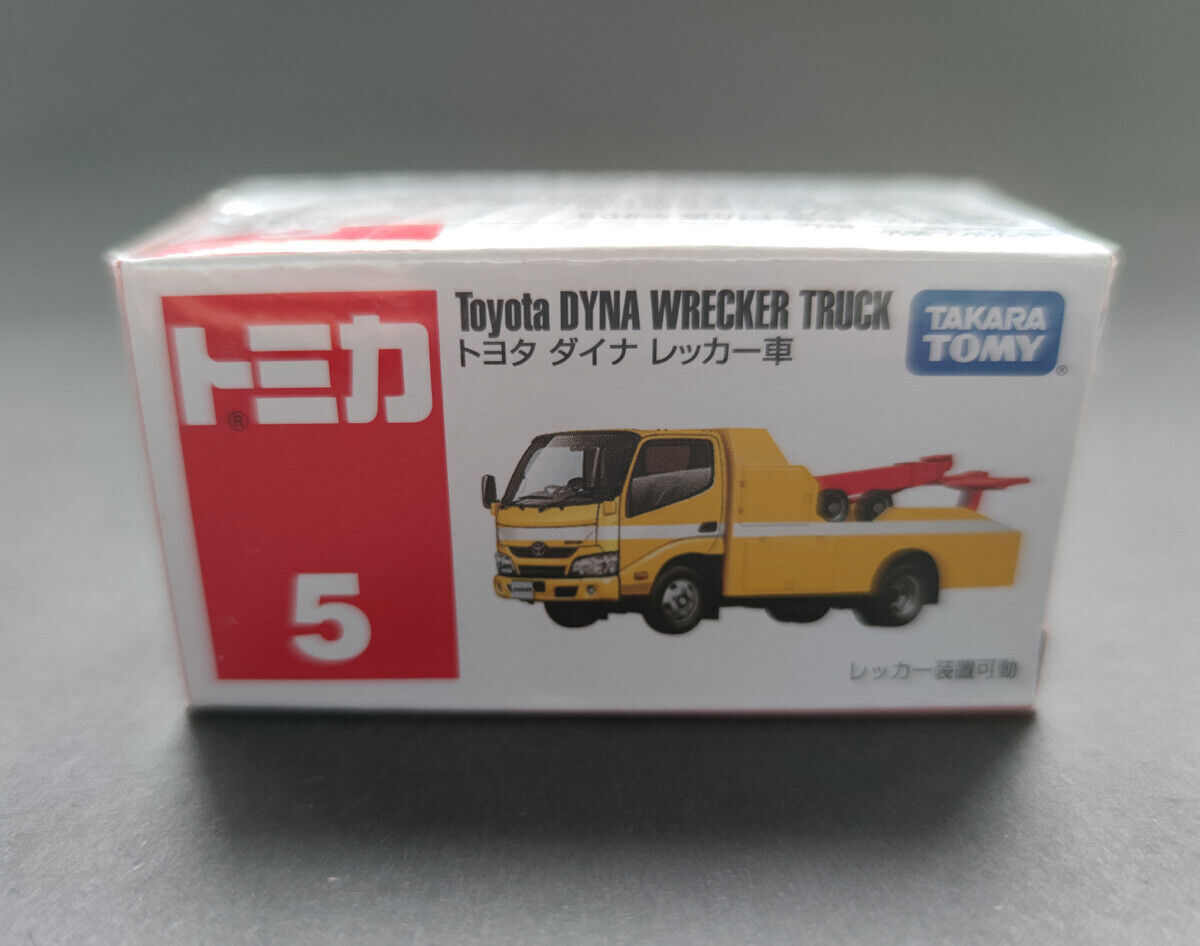 トミカ®
5
Toyota DYNA WRECKER TRUCK
トヨタ ダイナ レッカー車
TAKARA
TOMY®
レッカー装置可動